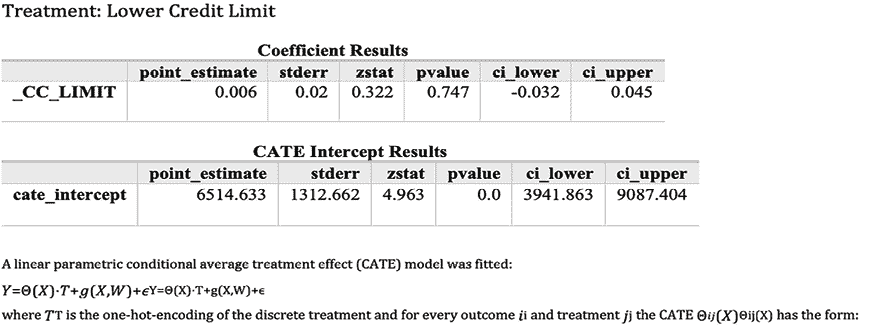 Treatment: Lower Credit Limit
Coefficient Results
point_estimate stderr zstat pvalue ci_lower ci_upper
_CC_LIMIT 0.006 0.02 0.322 0.747 -0.032 0.045
CATE Intercept Results
point_estimate stderr zstat pvalue ci_lower ci_upper
cate_intercept 6514.633 1312.662 4.963 0.0 3941.863 9087.404
A linear parametric conditional average treatment effect (CATE) model was fitted:
Y=Θ(X)·T+g(X,W)+ϵY=Θ(X)·T+g(X,W)+ϵ
where TT is the one-hot-encoding of the discrete treatment and for every outcome ii and treatment jj the CATE Θij(X)Θij(X) has the form: